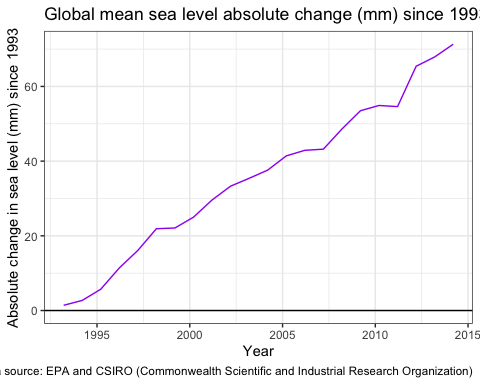 Global mean sea level absolute change (mm) since 199
Absolute change in sea level (mm) since 1993
60
40
20
0
1995
2000
2005
2010
2015
Year
source: EPA and CSIRO (Commonwealth Scientific and Industrial Research Organization)